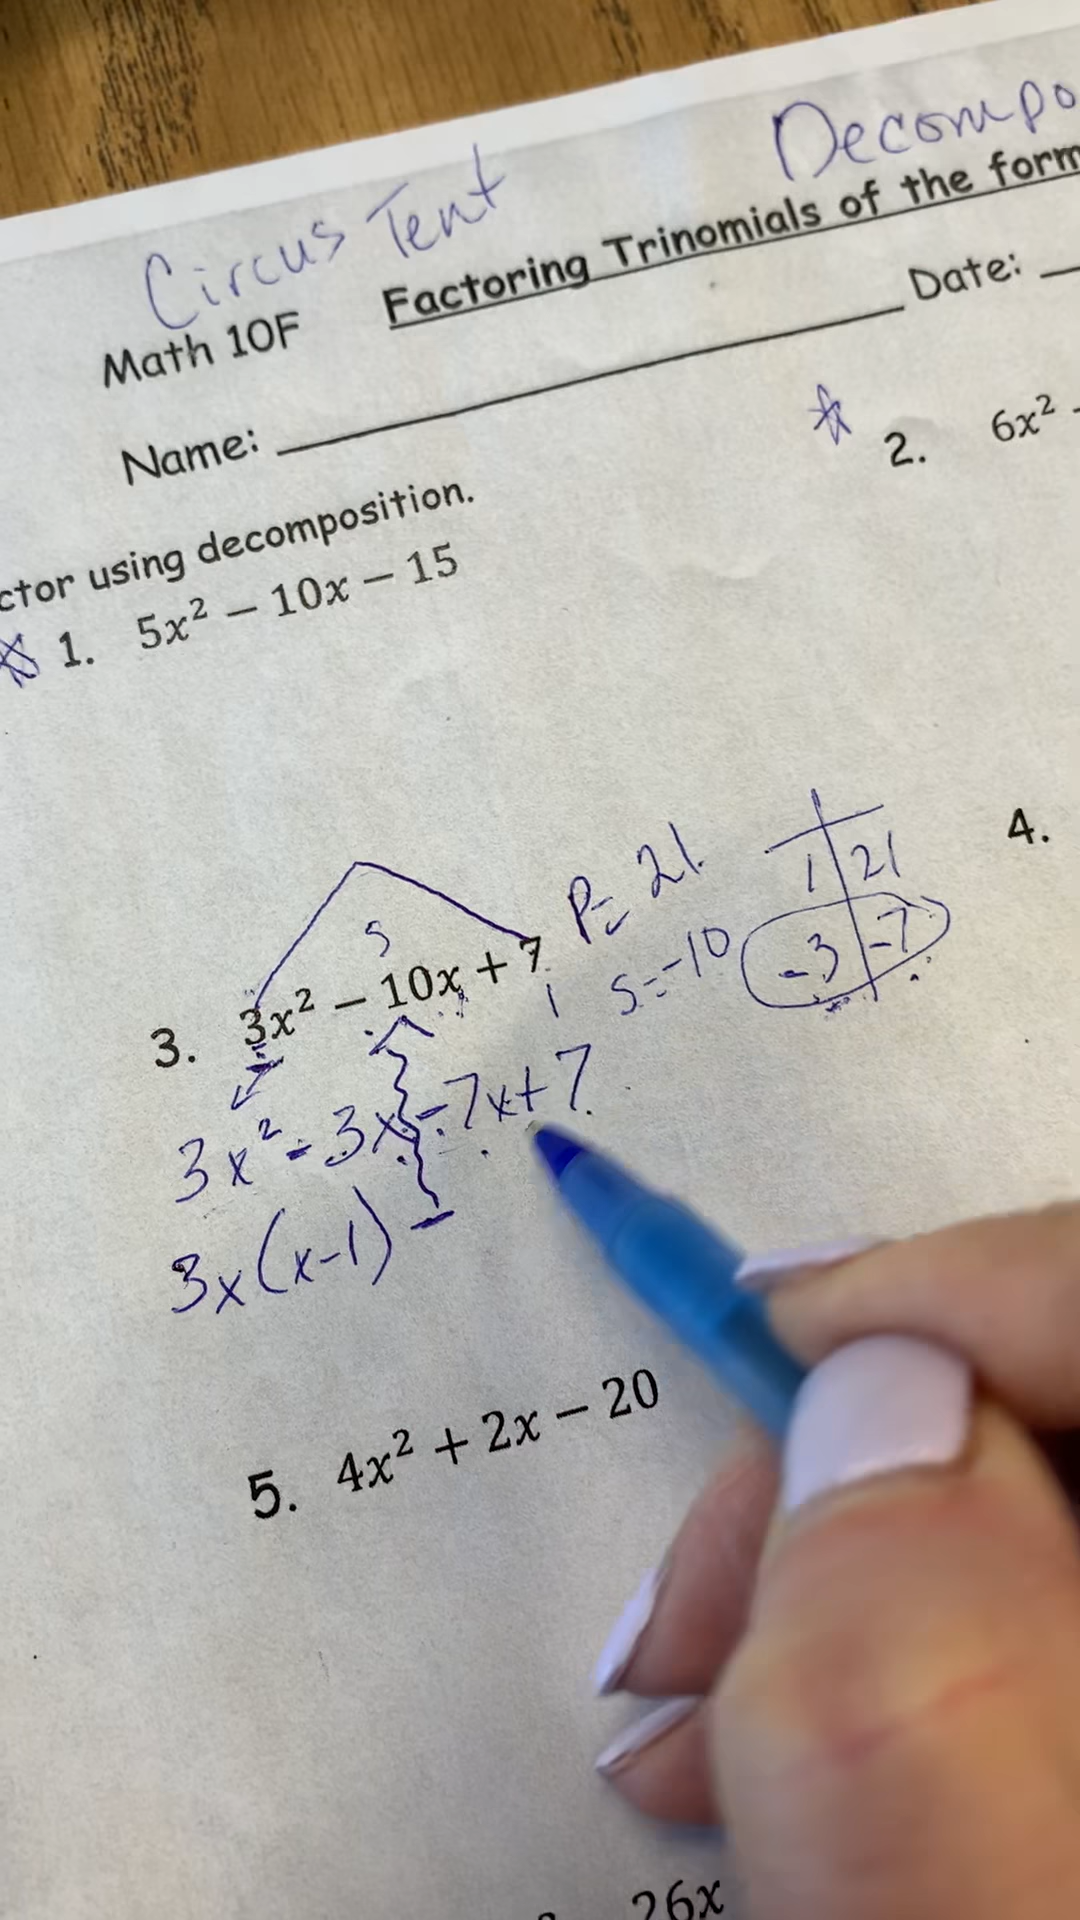 Circus Tent Decompo
Math 10F Factoring Trinomials of the form
Name: Date:
ctor using decomposition.
1. 5x² − 10x − 15
2. 6x² -
3. 3x² − 10x + 7
S
1
P= 21
S=-10
1 | 21
-3 | -7
3x² - 3x - 7x + 7
3x(x-1) -
4.
5. 4x² + 2x − 20
26x